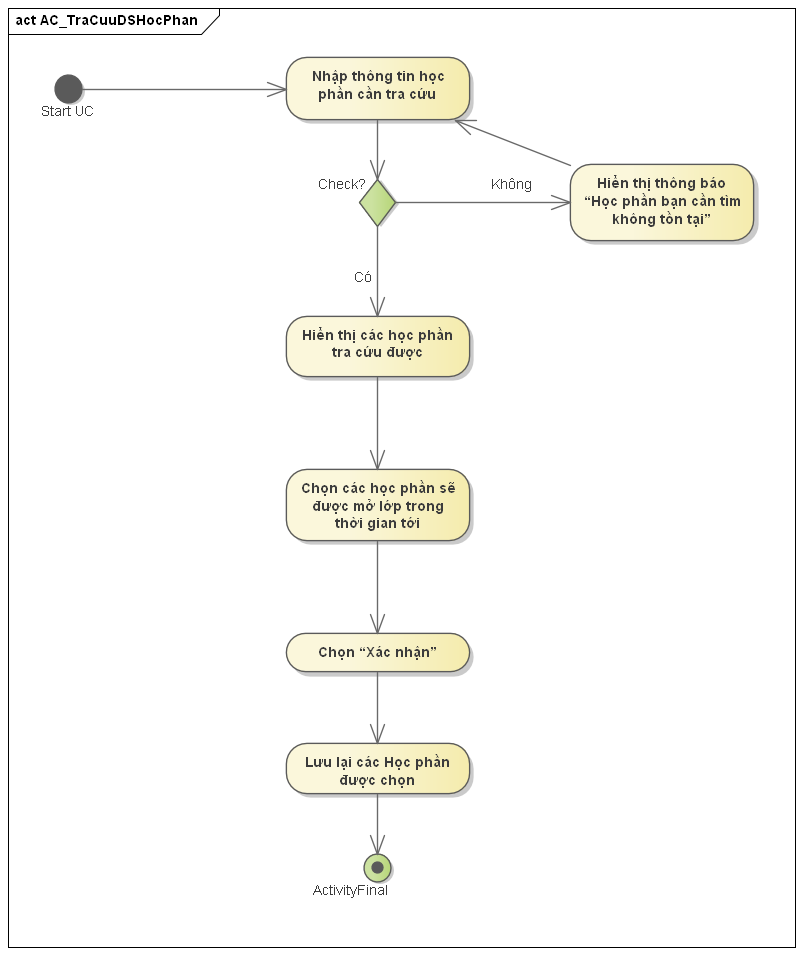 act AC_TraCuuDSHocPhan
Start UC
Nhập thông tin học
phần cần tra cứu
Check?
Không
Hiển thị thông báo
“Học phần bạn cần tìm
không tồn tại”
Có
Hiển thị các học phần
tra cứu được
Chọn các học phần sẽ
được mở lớp trong
thời gian tới
Chọn “Xác nhận”
Lưu lại các Học phần
được chọn
ActivityFinal